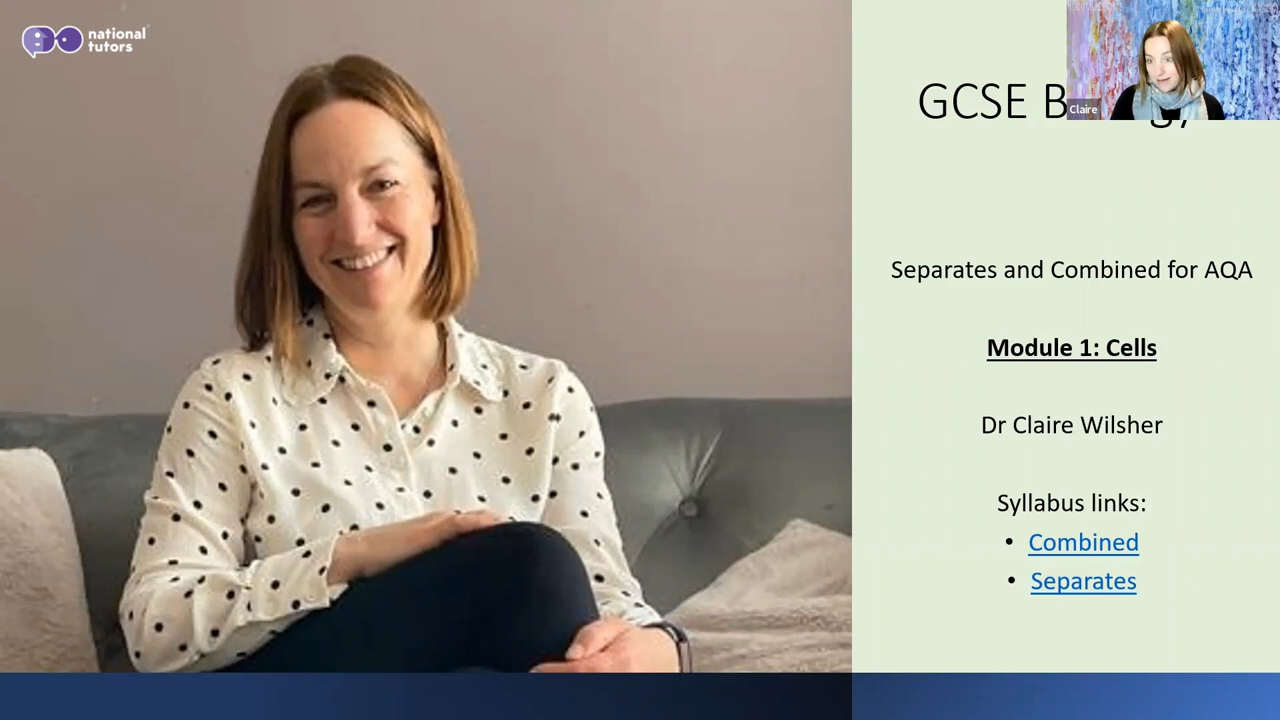 national
tutors
Claire
GCSE B
Separates and Combined for AQA
Module 1: Cells
Dr Claire Wilsher
Syllabus links:
• Combined
• Separates